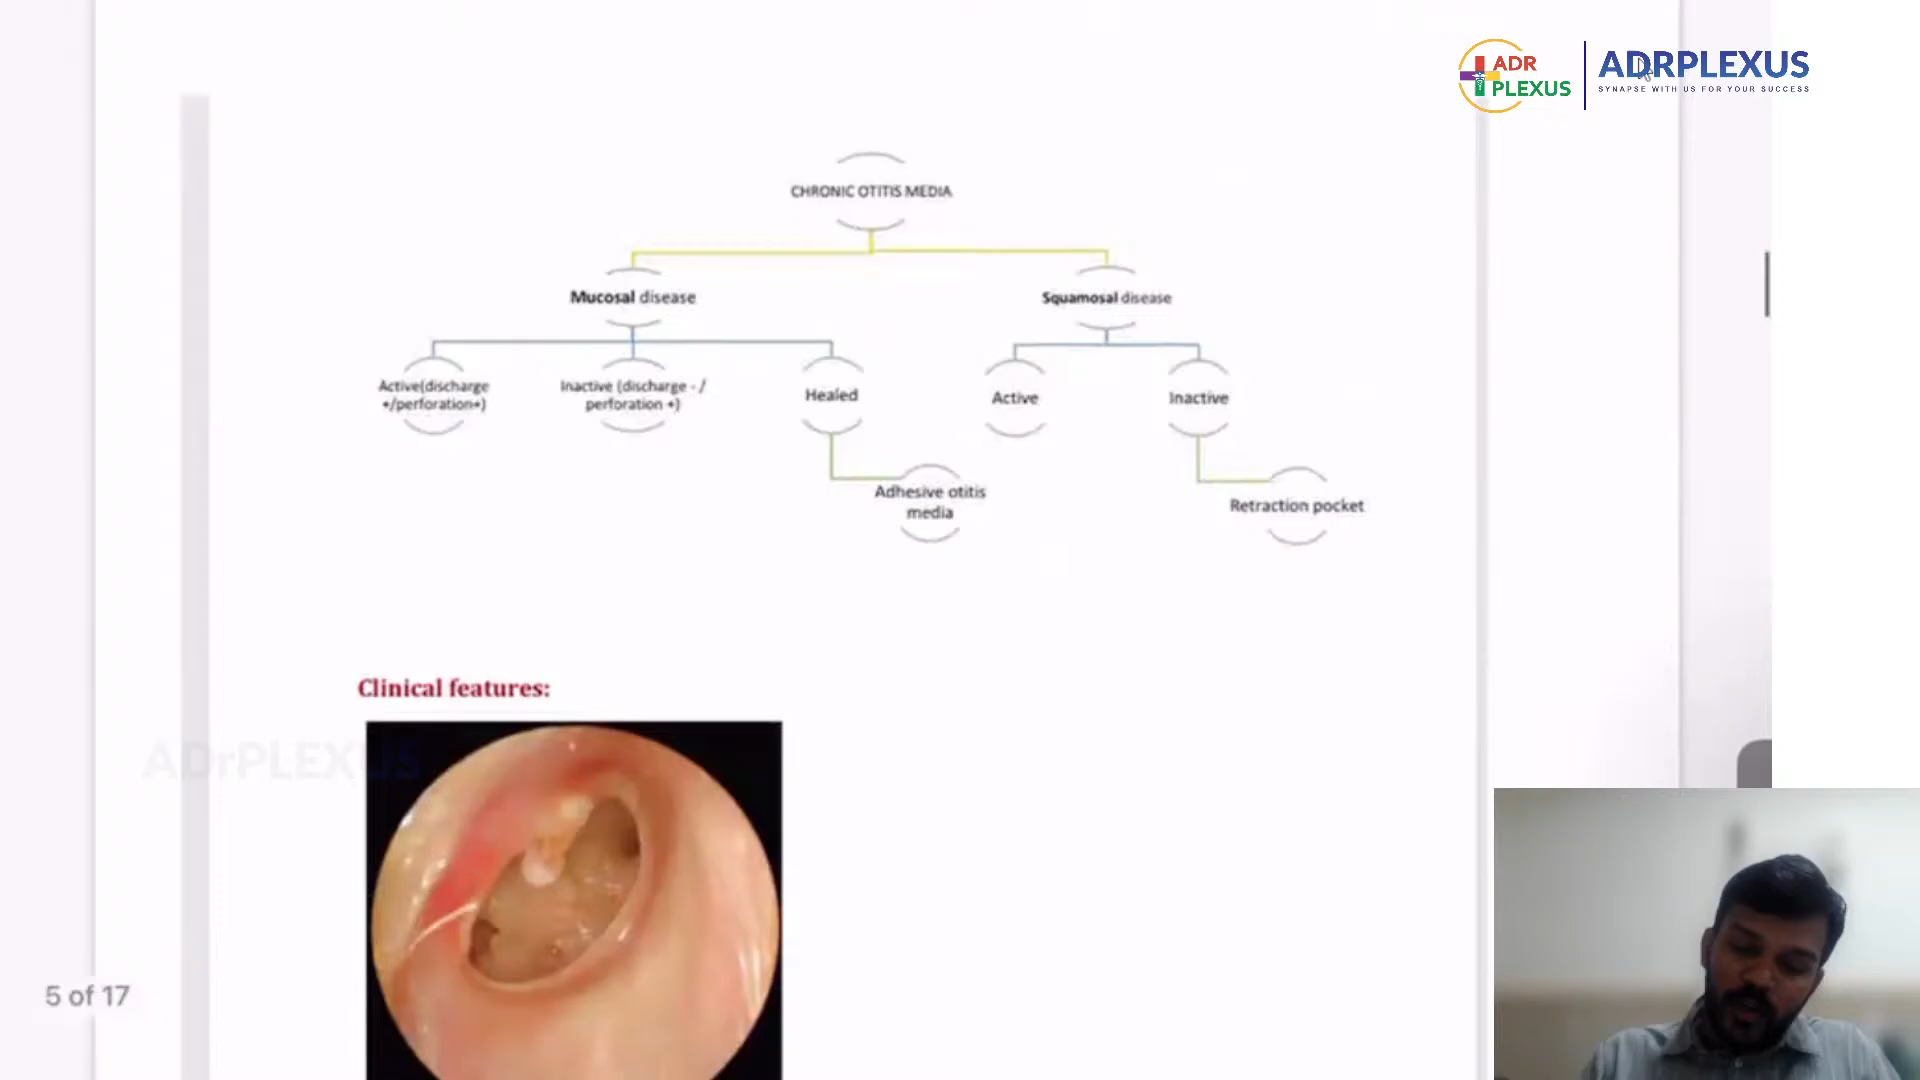 ADR
PLEXUS
ADRPLEXUS
SYNAPSE WITH US FOR YOUR SUCCESS
CHRONIC OTITIS MEDIA
Mucosal disease
Squamosal disease
Active(discharge
+/perforation+)
Inactive (discharge - /
perforation +)
Healed
Active
Inactive
Adhesive otitis
media
Retraction pocket
Clinical features:
ADrPLEXUS
5 of 17